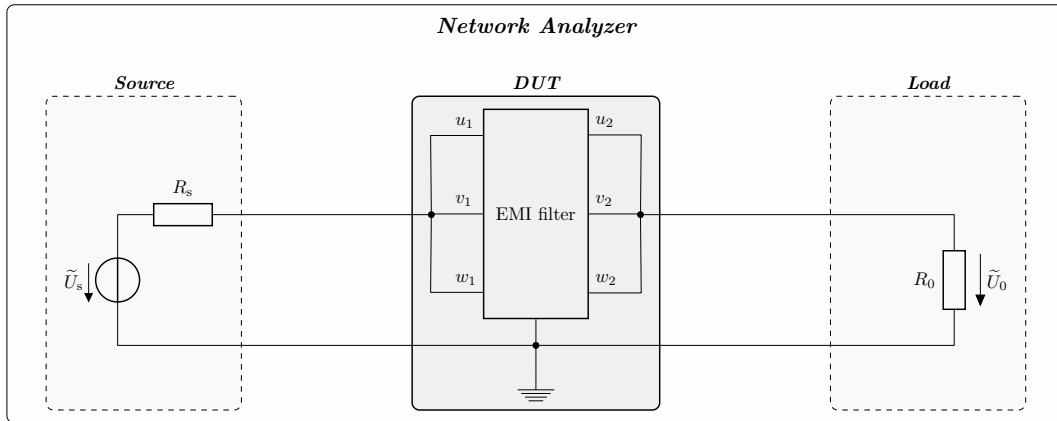 Network Analyzer
Source
DUT
Load
u₁
u₂
Rₛ
v₁
EMI filter
v₂
Ũₛ
w₁
w₂
R₀
Ũ₀